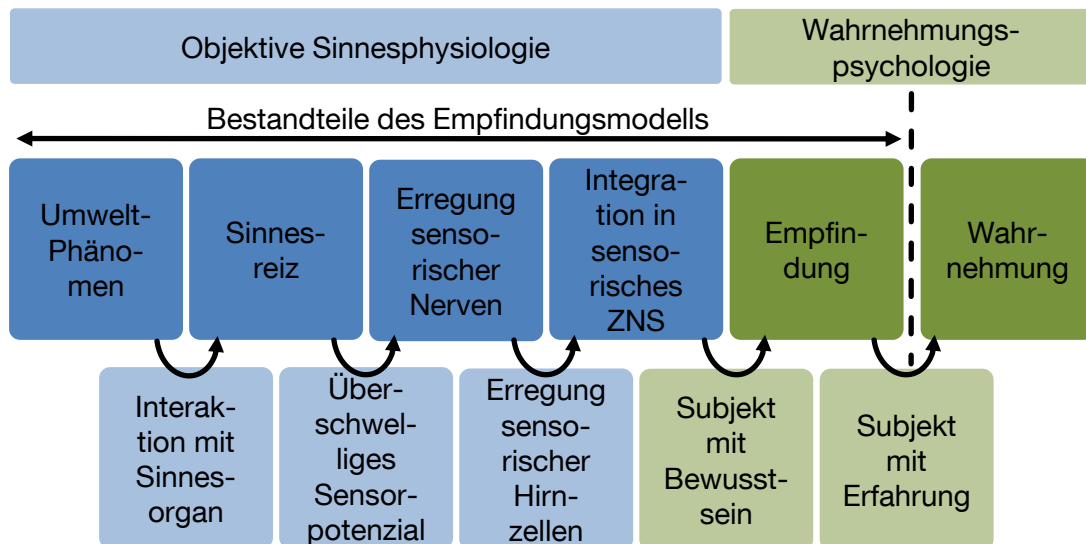 Objektive Sinnesphysiologie
Wahrnehmungs-
psychologie
Bestandteile des Empfindungsmodells
Umwelt-
Phäno-
men
Sinnes-
reiz
Erregung
senso-
rischer
Nerven
Integra-
tion in
senso-
risches
ZNS
Empfin-
dung
Wahr-
nehmung
Interak-
tion mit
Sinnes-
organ
Über-
schwel-
liges
Sensor-
potenzial
Erregung
senso-
rischer
Hirn-
zellen
Subjekt
mit
Bewusst-
sein
Subjekt
mit
Erfahrung